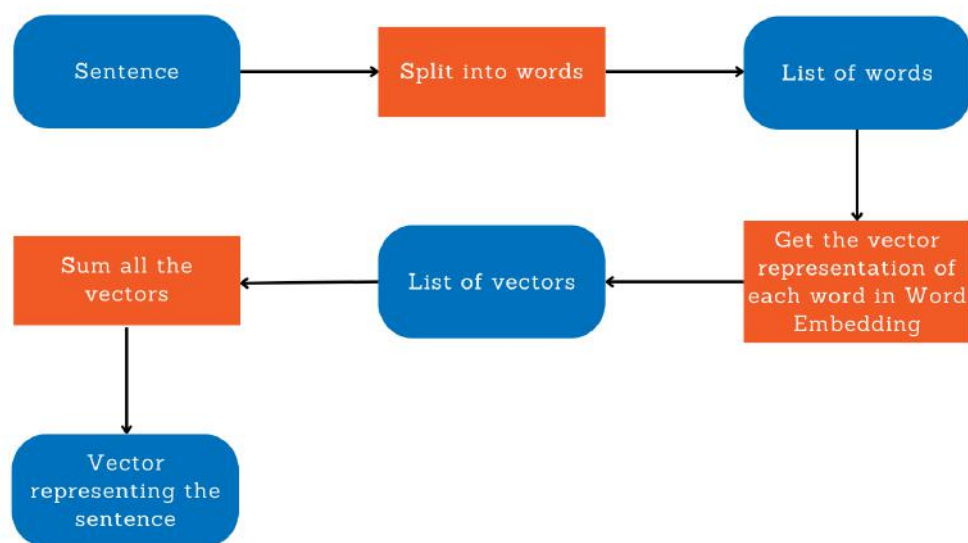 Sentence
Split into words
List of words
Get the vector
representation of
each word in Word
Embedding
List of vectors
Sum all the
vectors
Vector
representing the
sentence